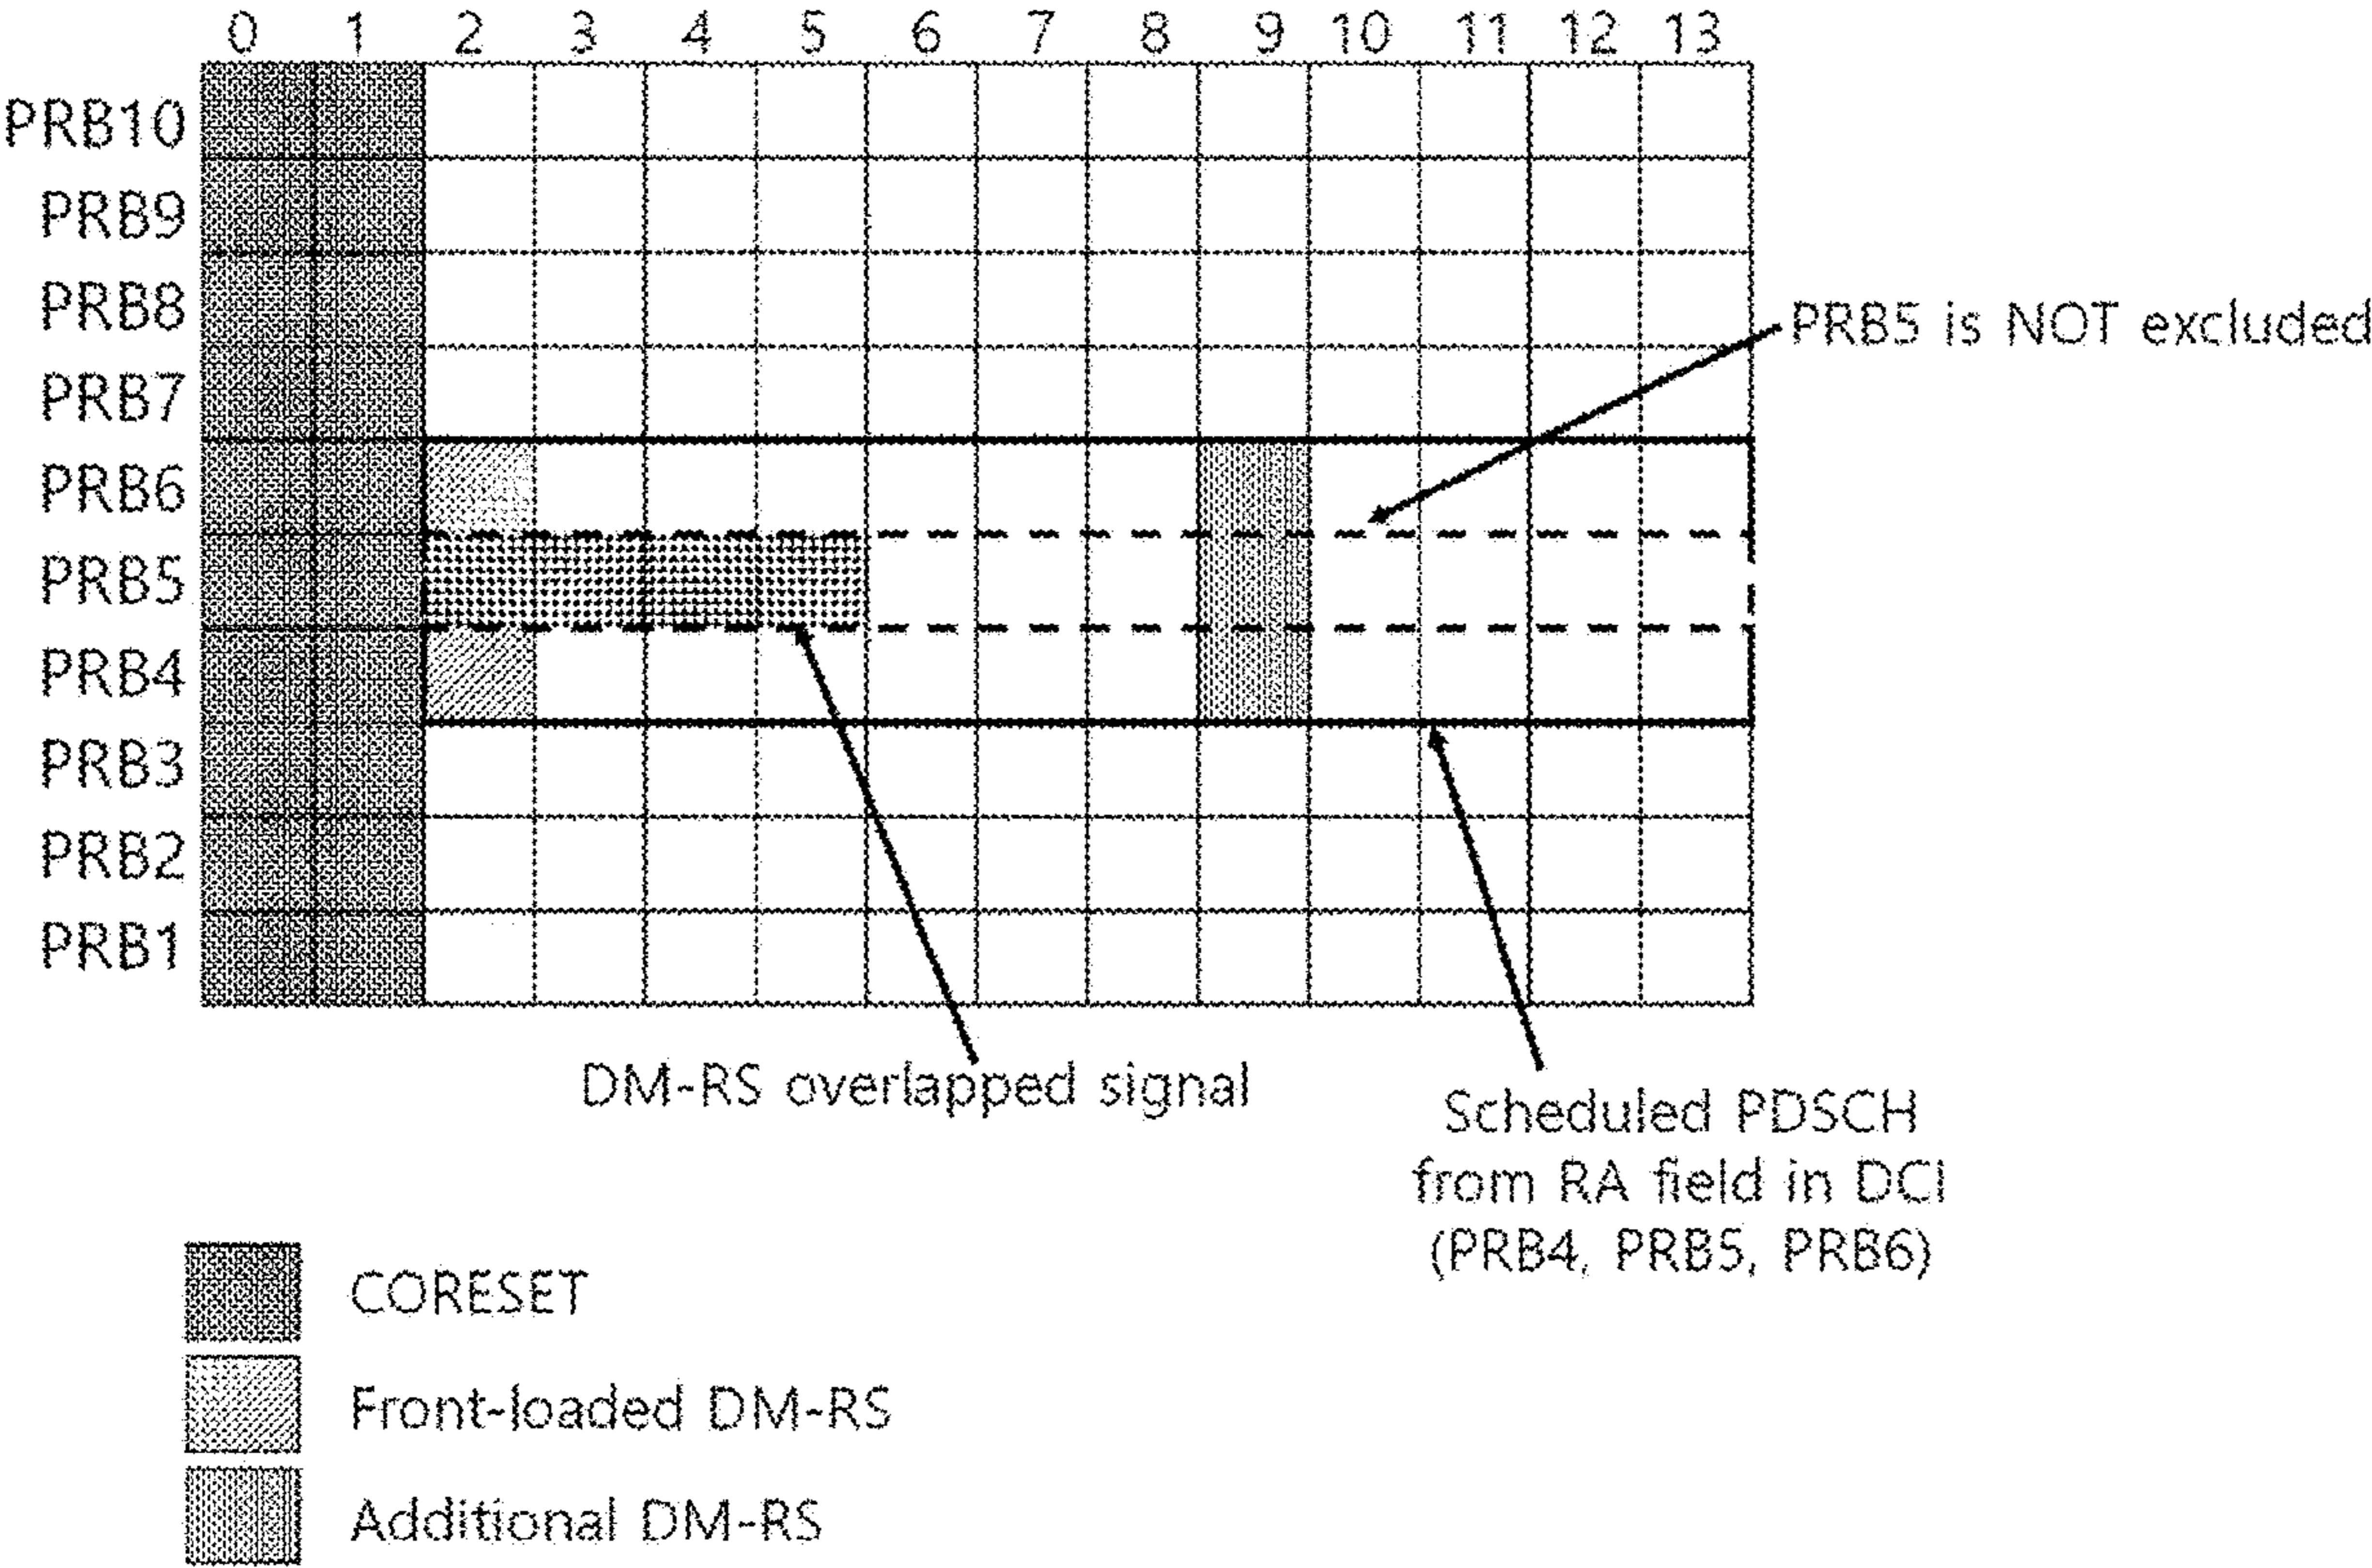 0 1 2 3 4 5 6 7 8 9 10 11 12 13
PRB10
PRB9
PRB8
PRB5 is NOT excluded
PRB7
PRB6
PRB5
PRB4
PRB3
PRB2
PRB1
DM-RS overlapped signal
Scheduled PDSCH
from RA field in DCI
(PRB4, PRB5, PRB6)
CORESET
Front-loaded DM-RS
Additional DM-RS